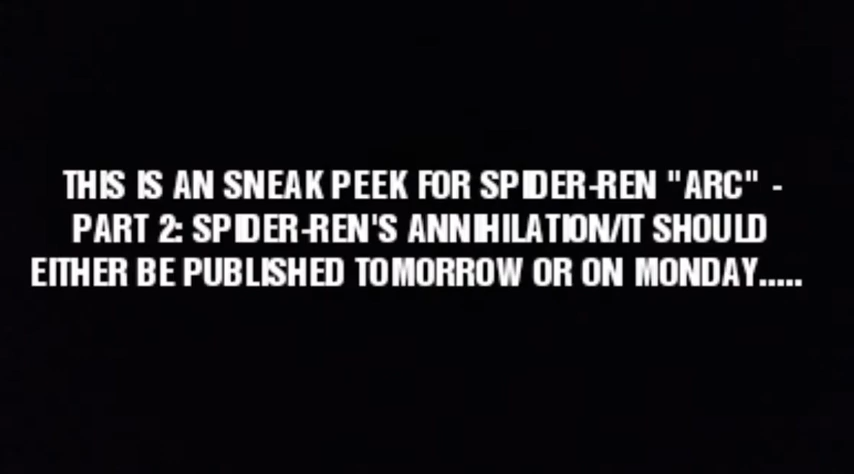 THIS IS AN SNEAK PEEK FOR SPIDER-REN "ARC" -
PART 2: SPIDER-REN'S ANNIHILATION/IT SHOULD
EITHER BE PUBLISHED TOMORROW OR ON MONDAY.....